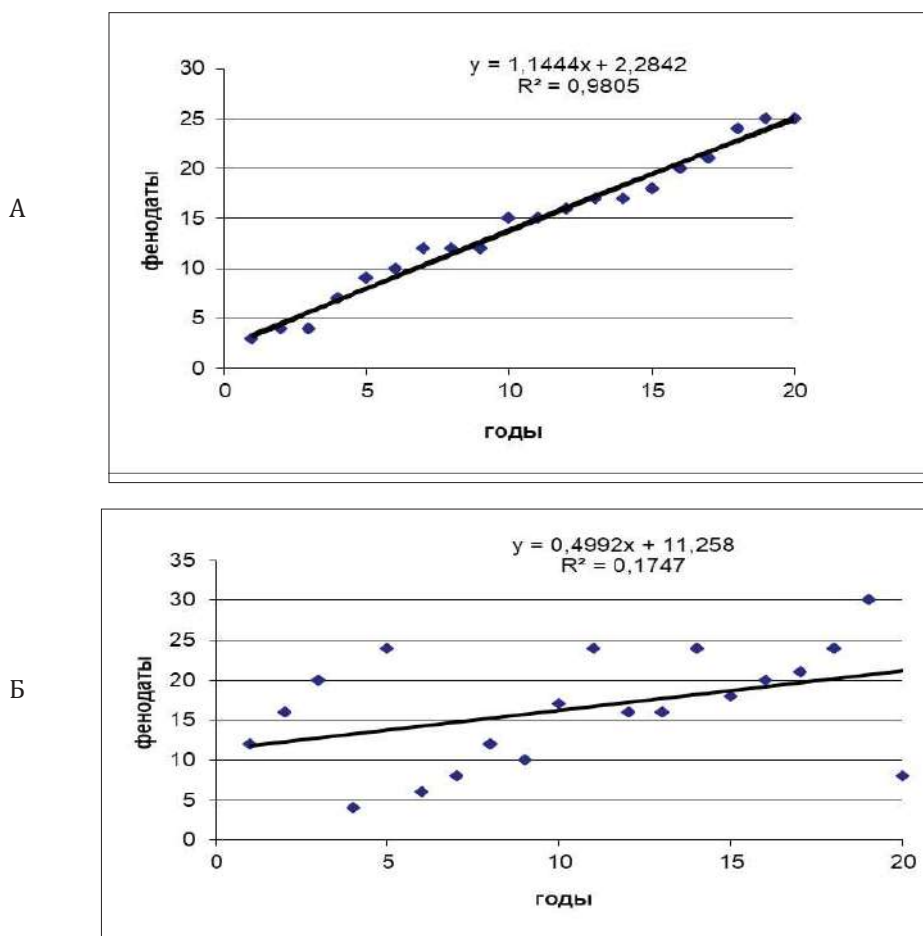 А
y = 1,1444x + 2,2842
R² = 0,9805
30
25
20
15
10
5
0
фенодаты
0 5 10 15 20
годы
Б
y = 0,4992x + 11,258
R² = 0,1747
35
30
25
20
15
10
5
0
фенодаты
0 5 10 15 20
годы